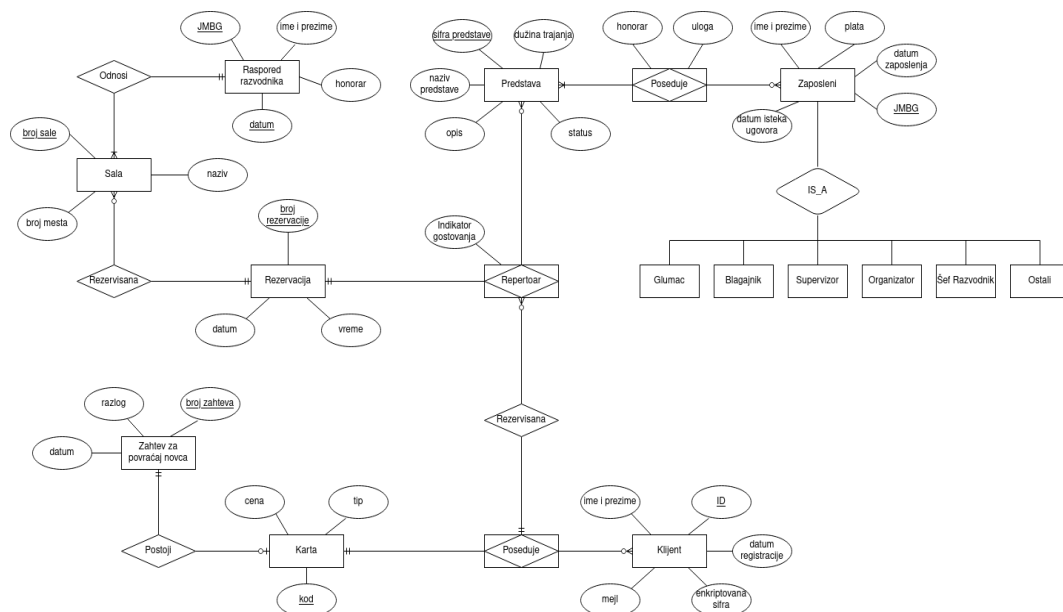 JMBG
ime i prezime
Odnosi
Raspored
razvodnika
honorar
datum
broj sale
Sala
naziv
broj mesta
sifra predstave
dužina trajanja
naziv
predstave
Predstava
opis
status
honorar
uloga
Poseduje
ime i prezime
plata
datum
zaposlenja
Zaposleni
JMBG
datum isteka
ugovora
IS_A
Glumac
Blagajnik
Supervizor
Organizator
Šef Razvodnik
Ostali
broj
rezervacije
Indikator
gostovanja
Rezervisana
Rezervacija
Repertoar
datum
vreme
razlog
broj zahteva
datum
Zahtev za
povraćaj novca
Rezervisana
cena
tip
Postoji
Karta
kod
Poseduje
ime i prezime
ID
Klijent
datum
registracije
mejl
enkriptovana
sifra